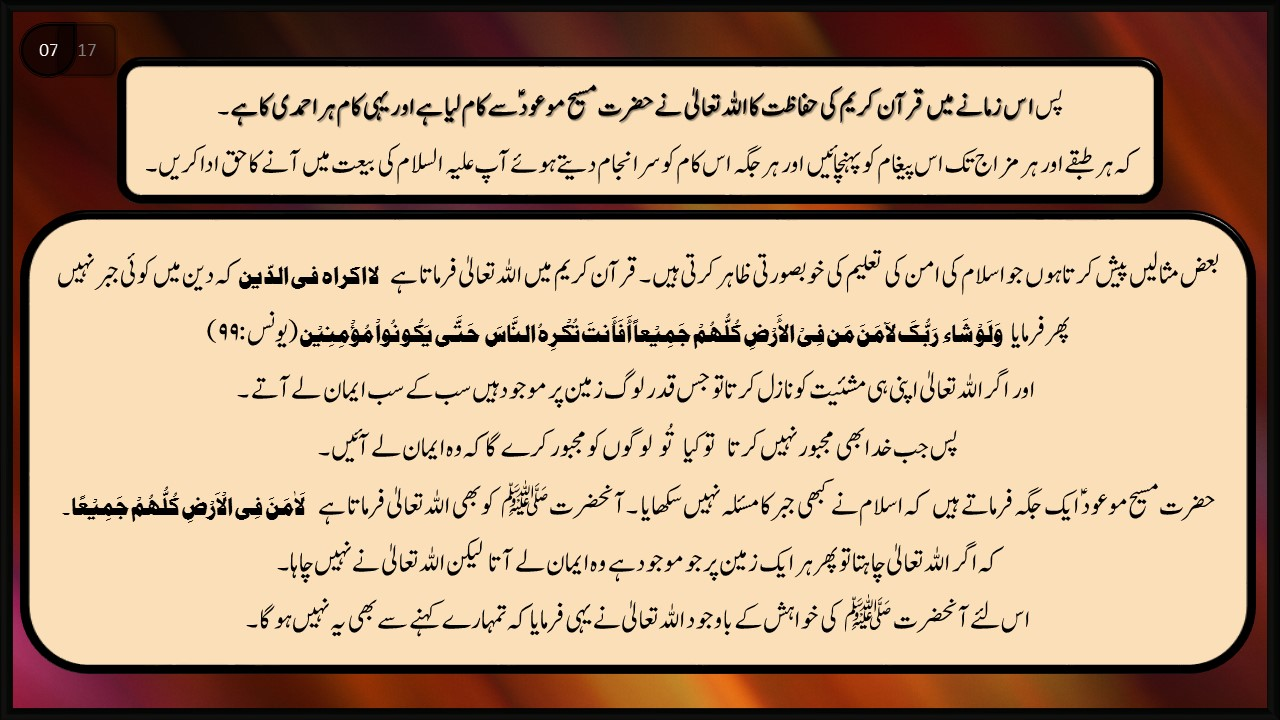 07 17
پس اس زمانے میں قرآن کریم کی حفاظت کا اللہ تعالیٰ نے حضرت مسیح موعودؑ سے کام لیا ہے اور یہی کام ہر احمدی کا ہے۔
کہ ہر طبقے اور ہر مزاج تک اس پیغام کو پہنچائیں اور ہر جگہ اس کام کو سرانجام دیتے ہوئے آپ علیہ السلام کی بیعت میں آنے کا حق ادا کریں۔
بعض مثالیں پیش کرتا ہوں جو اسلام کی امن کی تعلیم کی خوبصورتی ظاہر کرتی ہیں۔ قرآن کریم میں اللہ تعالیٰ فرماتا ہے لا اکراہ فی الدّین کہ دین میں کوئی جبر نہیں
پھر فرمایا وَلَوْ شَاء رَبُّکَ لآمَنَ مَن فِیْ الأَرْضِ کُلُّھُمْ جَمِیْعاً أَفَأَنتَ تُکْرِہُ النَّاسَ حَتَّی یَکُونُواْ مُؤْمِنِیْن (یونس:۹۹)
اور اگر اللہ تعالیٰ اپنی ہی مشئیت کو نازل کرتا تو جس قدر لوگ زمین پر موجود ہیں سب کے سب ایمان لے آتے۔
پس جب خدا بھی مجبور نہیں کرتا تو کیا تُو لوگوں کو مجبور کرے گا کہ وہ ایمان لے آئیں۔
حضرت مسیح موعودؑ ایک جگہ فرماتے ہیں کہ اسلام نے کبھی جبر کا مسئلہ نہیں سکھایا۔ آنحضرت ﷺ کو بھی اللہ تعالیٰ فرماتا ہے لَاٰمَنَ فِی الْاَرْضِ کُلُّھُمْ جَمِیْعًا۔
کہ اگر اللہ تعالیٰ چاہتا تو پھر ہر ایک زمین پر جو موجود ہے وہ ایمان لے آتا لیکن اللہ تعالیٰ نے نہیں چاہا۔
اس لئے آنحضرت ﷺ کی خواہش کے باوجود اللہ تعالیٰ نے یہی فرمایا کہ تمہارے کہنے سے بھی یہ نہیں ہو گا۔